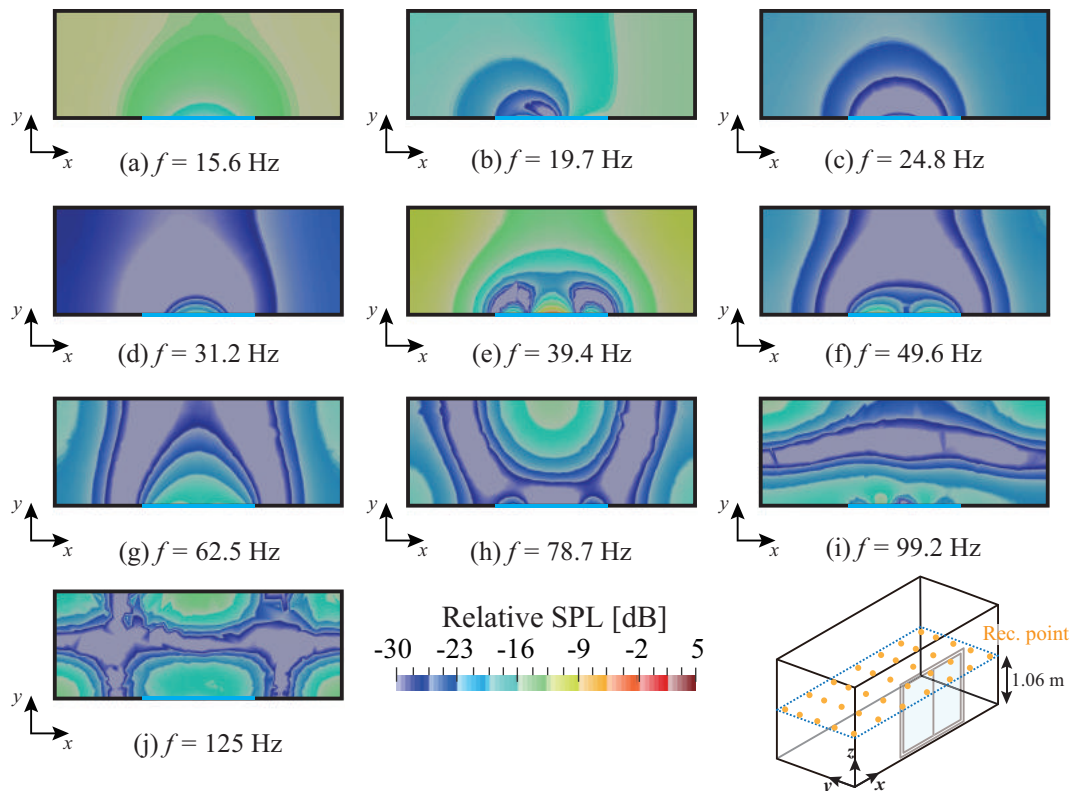 y
x
(a) f = 15.6 Hz
y
x
(b) f = 19.7 Hz
y
x
(c) f = 24.8 Hz
y
x
(d) f = 31.2 Hz
y
x
(e) f = 39.4 Hz
y
x
(f) f = 49.6 Hz
y
x
(g) f = 62.5 Hz
y
x
(h) f = 78.7 Hz
y
x
(i) f = 99.2 Hz
y
x
(j) f = 125 Hz
Relative SPL [dB]
-30 -23 -16 -9 -2 5
Rec. point
1.06 m
z
y
x